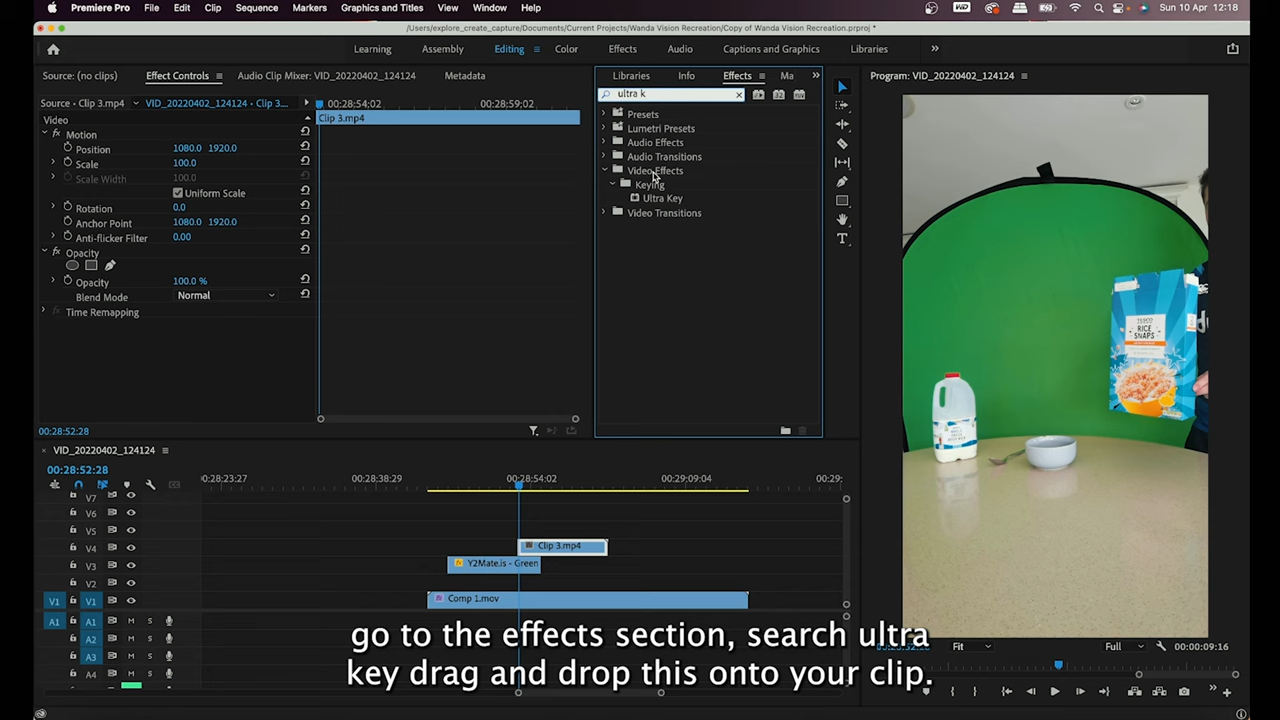 Premiere Pro File Edit Clip Sequence Markers Graphics and Titles View Window Help Sun 10 Apr 12:18
/Users/explore_create_capture/Documents/Current Projects/Wanda Vision Recreation/Copy of Wanda Vision Recreation.prproj *
Learning Assembly Editing Color Effects Audio Captions and Graphics Libraries
Source: (no clips) Effect Controls Audio Clip Mixer: VID_20220402_124124 Metadata
Libraries Info Effects Ma
Program: VID_20220402_124124
Source • Clip 3.mp4 VID_20220402_124124 • Clip 3... 00:28:54:02 00:28:59:02
ultra k
Video Clip 3.mp4
Motion
Position 1080.0 1920.0
Scale 100.0
Scale Width 100.0
Uniform Scale
Rotation 0.0
Anchor Point 1080.0 1920.0
Anti-flicker Filter 0.00
Opacity
Opacity 100.0 %
Blend Mode Normal
Time Remapping
00:28:52:28
Presets
Lumetri Presets
Audio Effects
Audio Transitions
Video Effects
Keying
Ultra Key
Video Transitions
TESCO
RICE
SNAPS
VID_20220402_124124
00:28:52:28
:00:28:23:27 00:28:38:29 00:28:54:02 00:29:09:04 00:29:
V7
V6
V5
V4 Clip 3.mp4
V3 Y2Mate.is - Green
V2
V1 V1 Comp 1.mov
A1 A1 M S
A2 M S
A3 M S
A4 M S
Fit Full 00:00:09:16
go to the effects section, search ultra
key drag and drop this onto your clip.